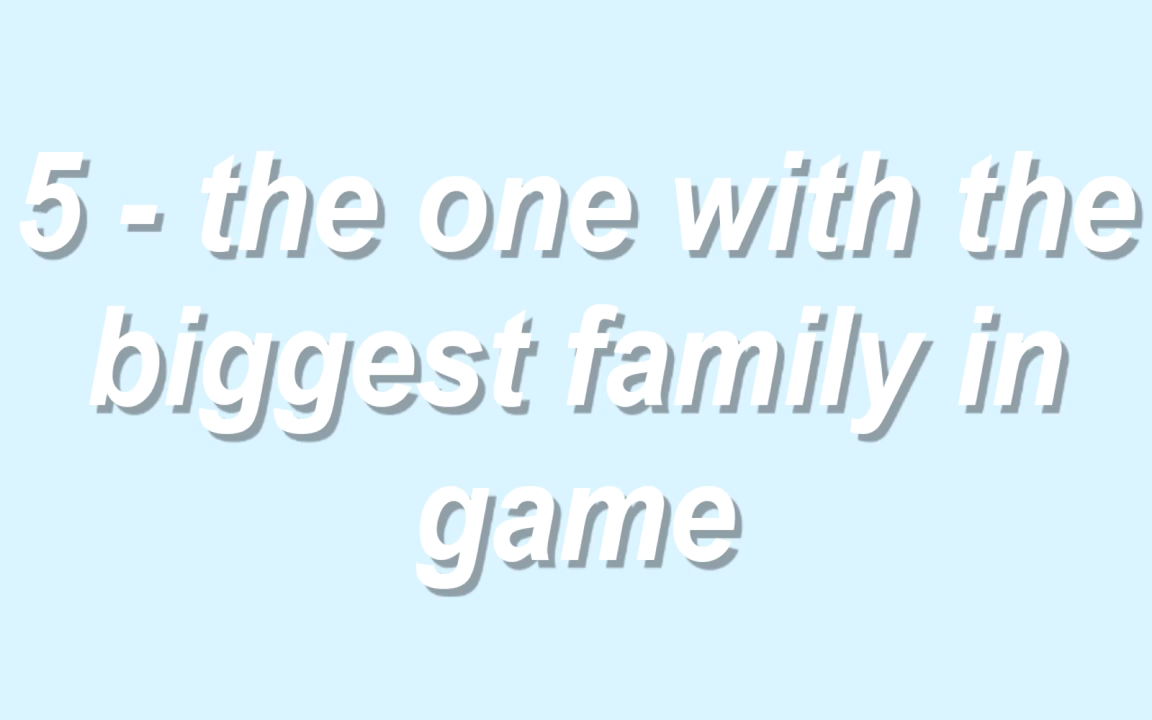 5 - the one with the
biggest family in
game